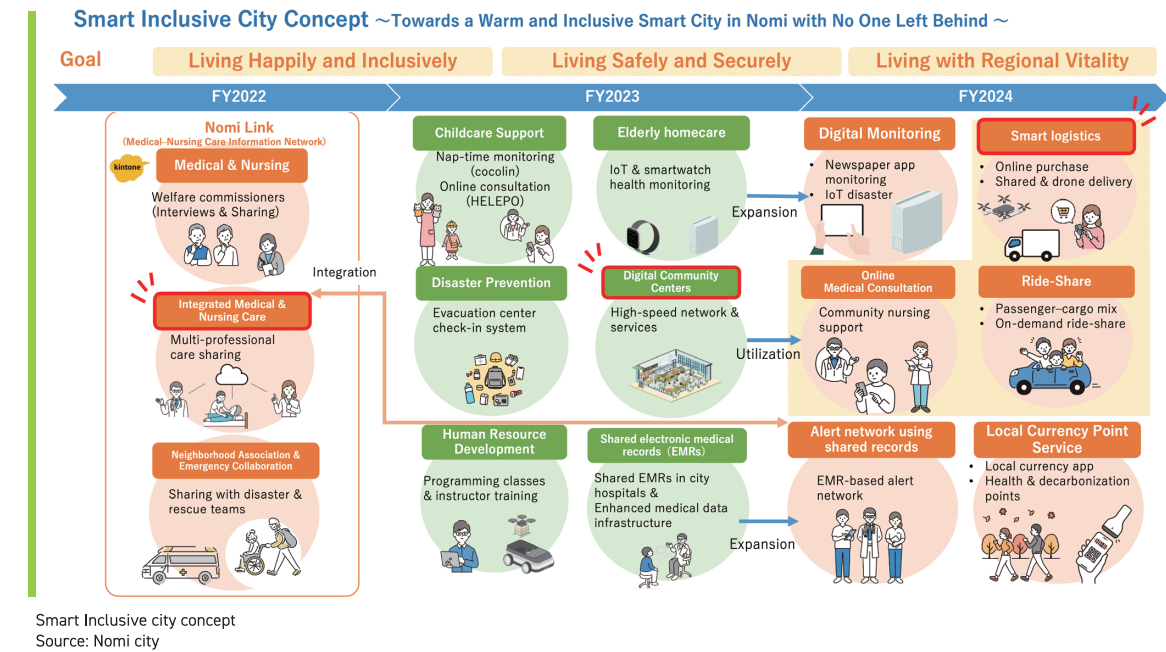 Smart Inclusive City Concept ～Towards a Warm and Inclusive Smart City in Nomi with No One Left Behind ～
Goal
Living Happily and Inclusively
Living Safely and Securely
Living with Regional Vitality
FY2022
FY2023
FY2024
Nomi Link
(Medical–Nursing Care Information Network)
kintone
Medical & Nursing
Welfare commissioners
(Interviews & Sharing)
Integration
Integrated Medical &
Nursing Care
Multi-professional
care sharing
Neighborhood Association &
Emergency Collaboration
Sharing with disaster &
rescue teams
Childcare Support
Nap-time monitoring
(cocolin)
Online consultation
(HELEPO)
Disaster Prevention
Evacuation center
check-in system
Human Resource
Development
Programming classes
& instructor training
Elderly homecare
IoT & smartwatch
health monitoring
Expansion
Digital Community
Centers
High-speed network &
services
Utilization
Shared electronic medical
records（EMRs）
Shared EMRs in city
hospitals &
Enhanced medical data
infrastructure
Expansion
Digital Monitoring
• Newspaper app
monitoring
• IoT disaster
Online
Medical Consultation
Community nursing
support
Alert network using
shared records
EMR-based alert
network
Smart logistics
• Online purchase
• Shared & drone delivery
Ride-Share
• Passenger–cargo mix
• On-demand ride-share
Local Currency Point
Service
• Local currency app
• Health & decarbonization
points
Smart Inclusive city concept
Source: Nomi city